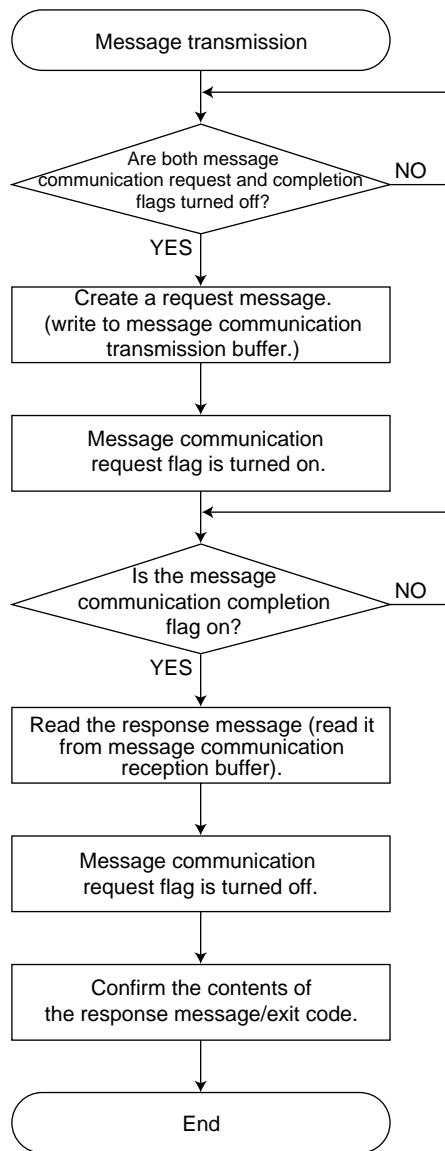 Message transmission
Are both message
communication request and completion
flags turned off?
NO
YES
Create a request message.
(write to message communication
transmission buffer.)
Message communication
request flag is turned on.
Is the message
communication completion
flag on?
NO
YES
Read the response message (read it
from message communication
reception buffer).
Message communication
request flag is turned off.
Confirm the contents of
the response message/exit code.
End